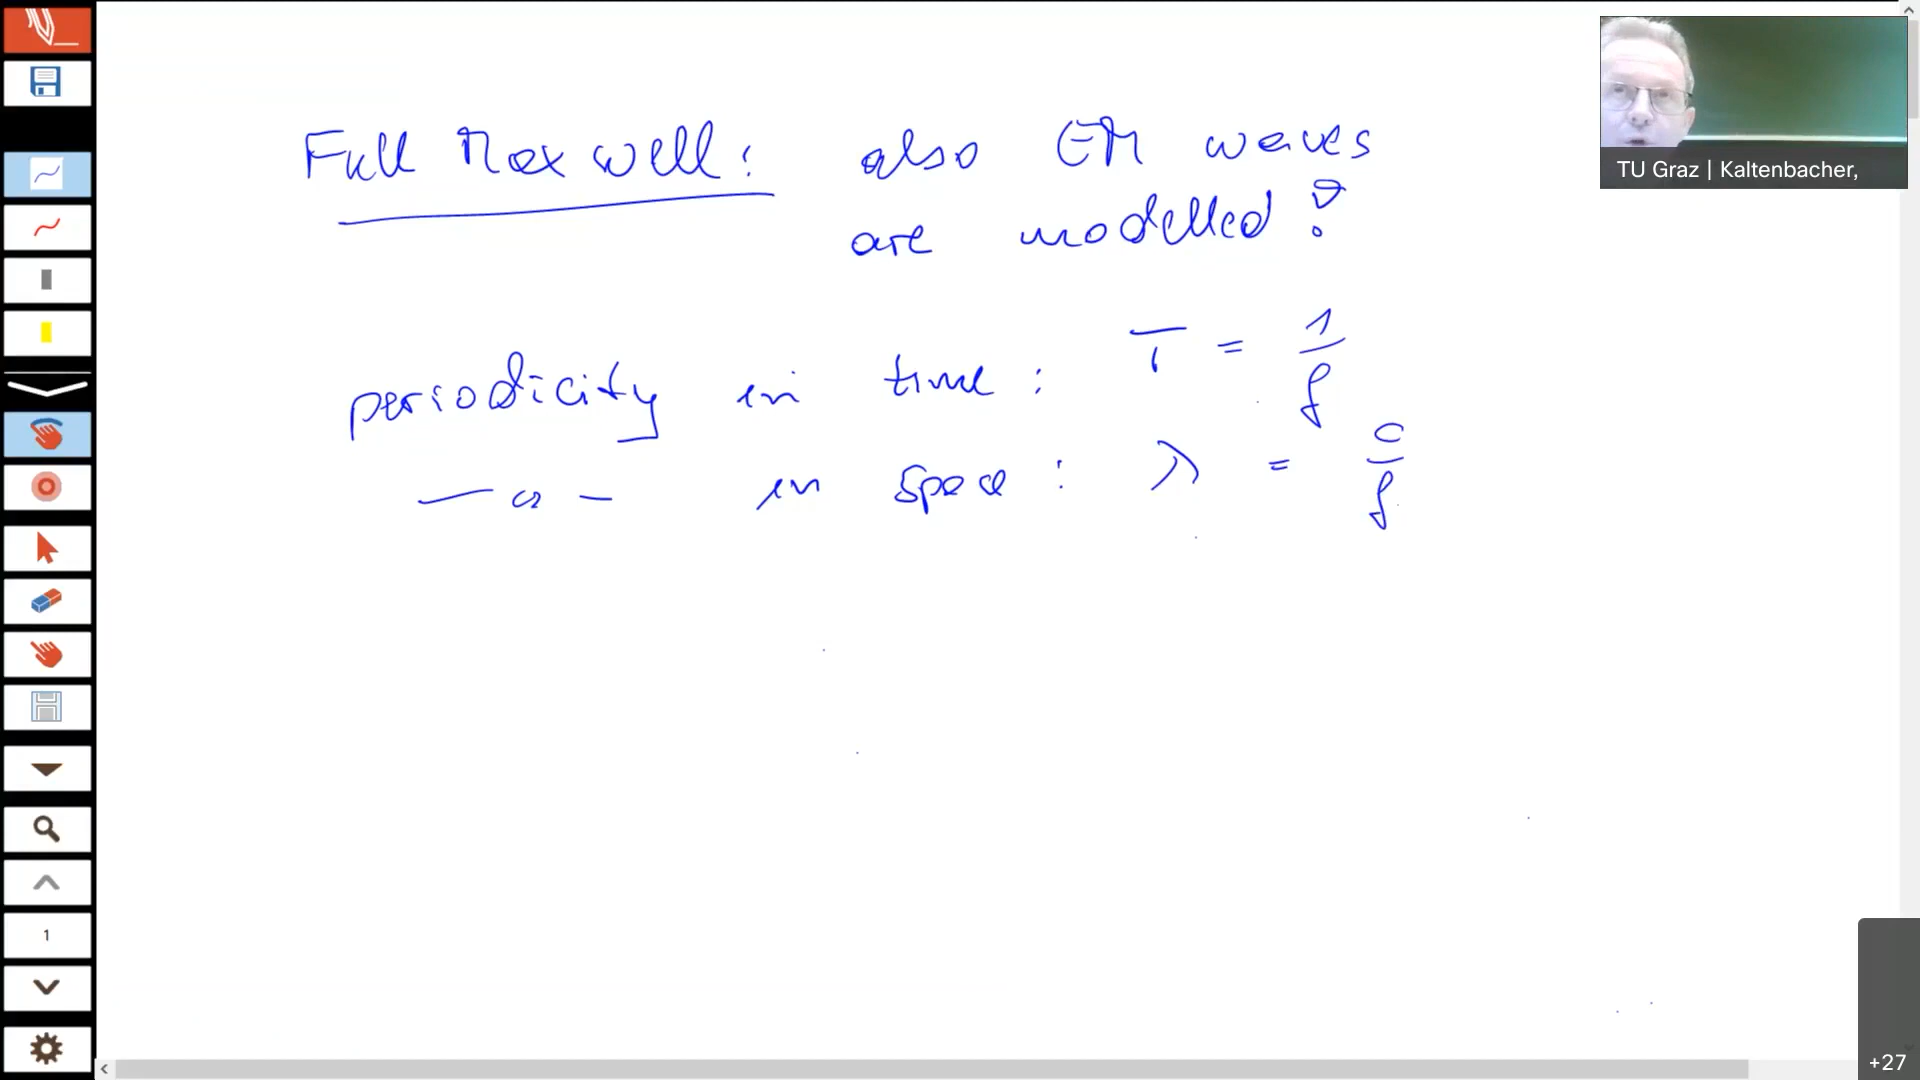 TU Graz | Kaltenbacher,
Full Maxwell: also EM waves
are modelled!
periodicity in time: T = 1/f
— " — in space: λ = c/f
1
+27